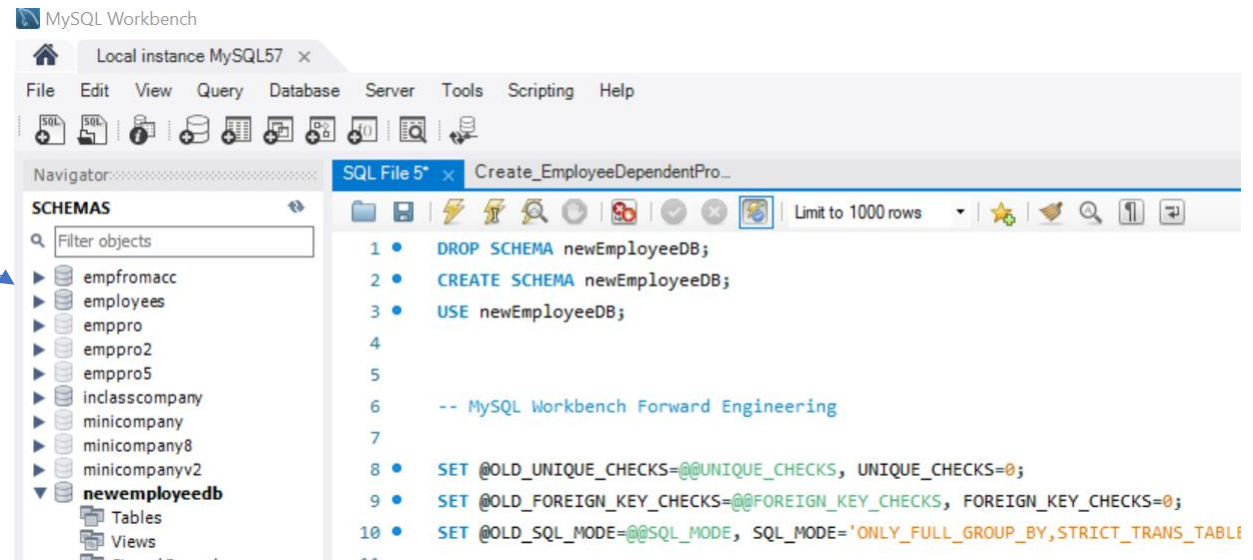 MySQL Workbench
Local instance MySQL57
File Edit View Query Database Server Tools Scripting Help
Navigator
SCHEMAS
Filter objects
empfromacc
employees
emppro
emppro2
emppro5
inclasscompany
minicompany
minicompany8
minicompanyv2
newemployeedb
Tables
Views
SQL File 5* Create_EmployeeDependentPro...
Limit to 1000 rows
1 DROP SCHEMA newEmployeeDB;
2 CREATE SCHEMA newEmployeeDB;
3 USE newEmployeeDB;
4
5
6 -- MySQL Workbench Forward Engineering
7
8 SET @OLD_UNIQUE_CHECKS=@@UNIQUE_CHECKS, UNIQUE_CHECKS=0;
9 SET @OLD_FOREIGN_KEY_CHECKS=@@FOREIGN_KEY_CHECKS, FOREIGN_KEY_CHECKS=0;
10 SET @OLD_SQL_MODE=@@SQL_MODE, SQL_MODE='ONLY_FULL_GROUP_BY,STRICT_TRANS_TABLE